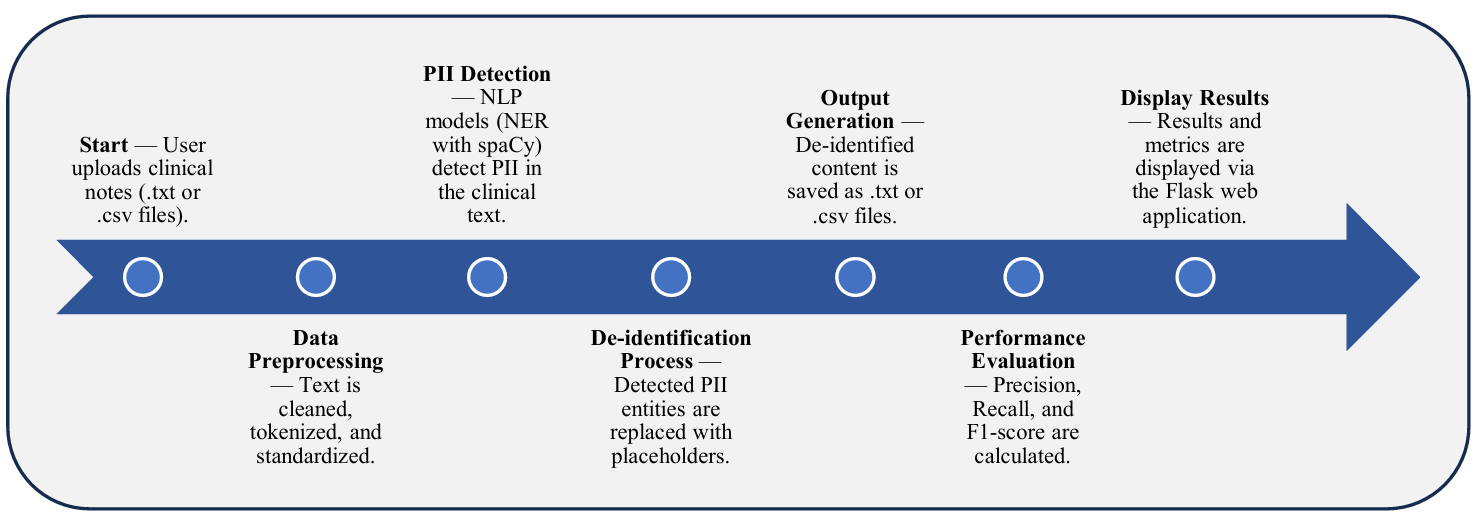 Start — User
uploads clinical
notes (.txt or
.csv files).
Data
Preprocessing
— Text is
cleaned,
tokenized, and
standardized.
PII Detection
— NLP
models (NER
with spaCy)
detect PII in
the clinical
text.
De-identification
Process —
Detected PII
entities are
replaced with
placeholders.
Output
Generation —
De-identified
content is
saved as .txt or
.csv files.
Performance
Evaluation
— Precision,
Recall, and
F1-score are
calculated.
Display Results
— Results and
metrics are
displayed via
the Flask web
application.